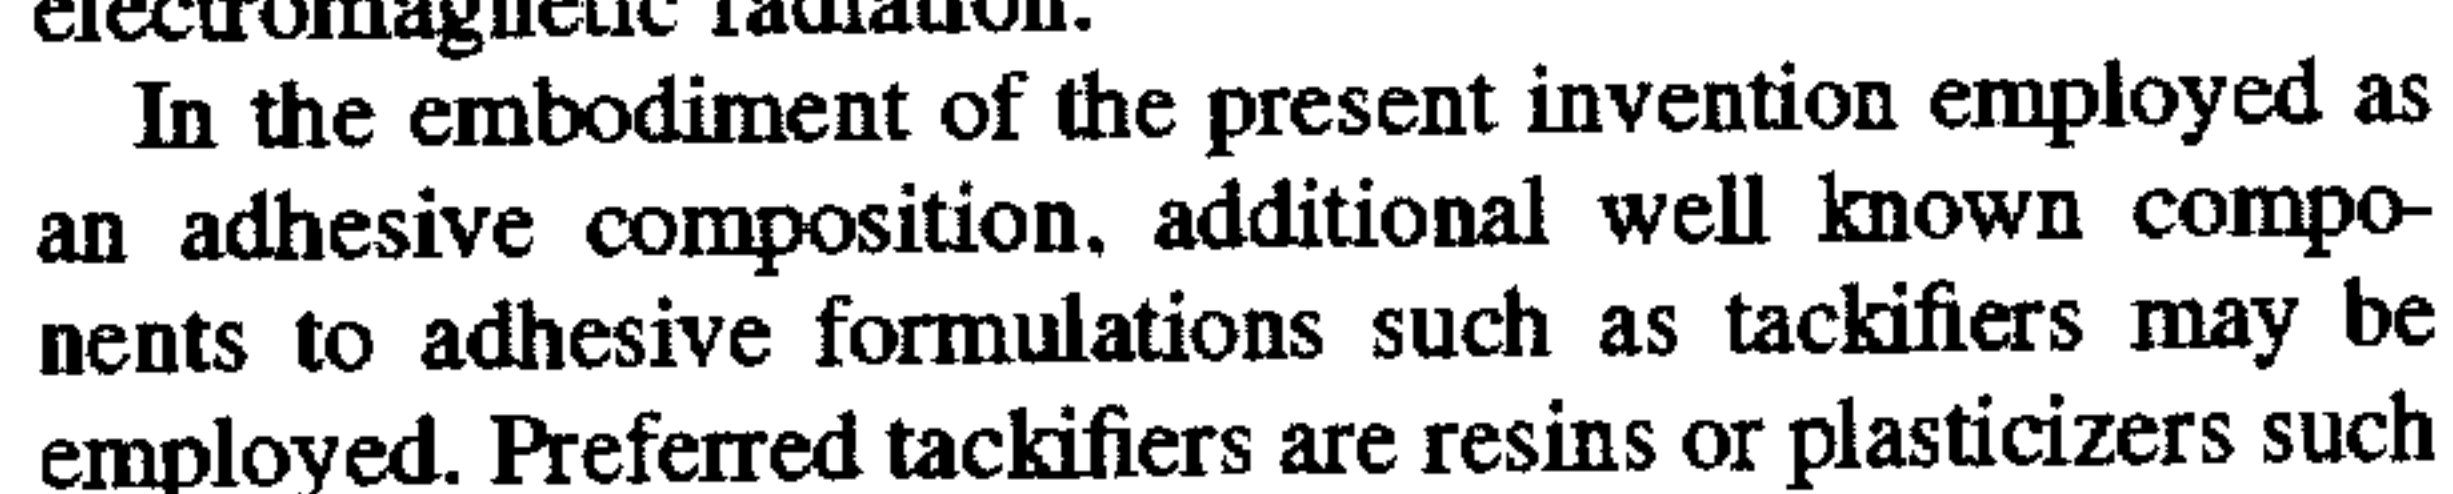 electromagnetic radiation.
In the embodiment of the present invention employed as
an adhesive composition, additional well known compo-
nents to adhesive formulations such as tackifiers may be
employed. Preferred tackifiers are resins or plasticizers such